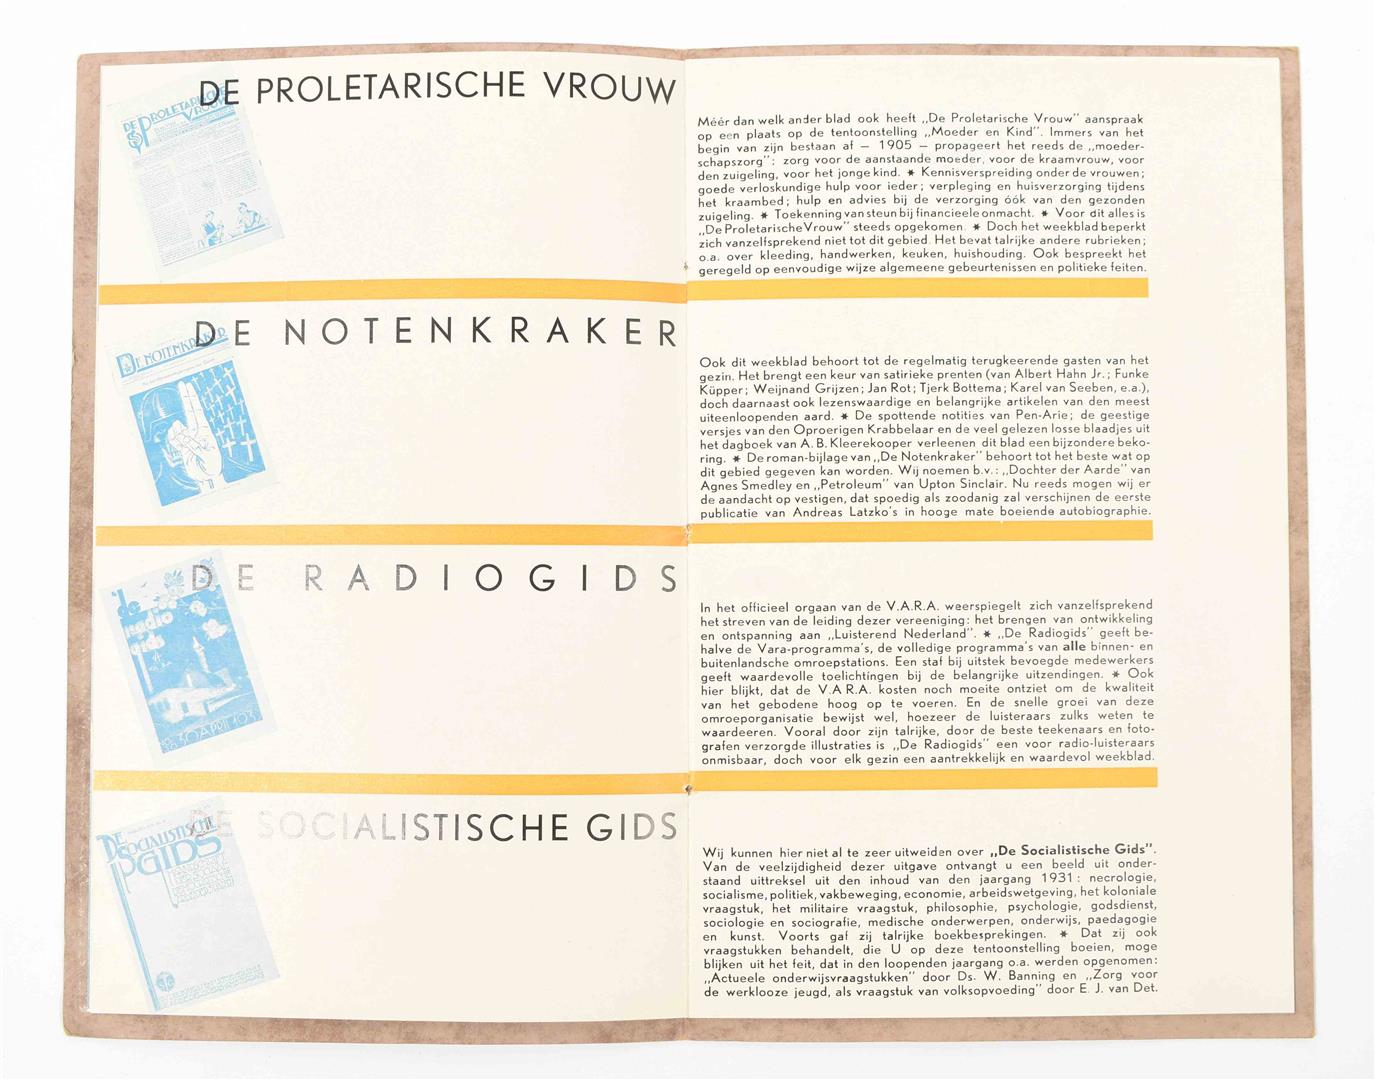 DE PROLETARISCHE VROUW
DE PROLETARISCHE
VROUW
Méér dan welk ander blad ook heeft „De Proletarische Vrouw" aanspraak
op een plaats op de tentoonstelling „Moeder en Kind". Immers van het
begin van zijn bestaan af — 1905 — propageert het reeds de „moeder-
schapszorg": zorg voor de aanstaande moeder, voor de kraamvrouw, voor
den zuigeling, voor het jonge kind. * Kennisverspreiding onder de vrouwen;
goede verloskundige hulp voor ieder; verpleging en huisverzorging tijdens
het kraambed; hulp en advies bij de verzorging óók van den gezonden
zuigeling. * Toekenning van steun bij financieele onmacht. * Voor dit alles is
„De Proletarische Vrouw" steeds opgekomen. * Doch het weekblad beperkt
zich vanzelfsprekend niet tot dit gebied. Het bevat talrijke andere rubrieken;
o.a. over kleeding, handwerken, keuken, huishouding. Ook bespreekt het
geregeld op eenvoudige wijze algemeene gebeurtenissen en politieke feiten.
DE NOTENKRAKER
DE NOTENKRAKER
Ook dit weekblad behoort tot de regelmatig terugkeerende gasten van het
gezin. Het brengt een keur van satirieke prenten (van Albert Hahn Jr.; Funke
Küpper; Weijnand Grijzen; Jan Rot; Tjerk Bottema; Karel van Seeben, e.a.),
doch daarnaast ook lezenswaardige en belangrijke artikelen van den meest
uiteenloopenden aard. * De spottende notities van Pen-Arie; de geestige
versjes van den Oproerigen Krabbelaar en de veel gelezen losse blaadjes uit
het dagboek van A. B. Kleerekooper verleenen dit blad een bijzondere beko-
ring. * De roman-bijlage van „De Notenkraker" behoort tot het beste wat op
dit gebied gegeven kan worden. Wij noemen b.v.: „Dochter der Aarde" van
Agnes Smedley en „Petroleum" van Upton Sinclair. Nu reeds mogen wij er
de aandacht op vestigen, dat spoedig als zoodanig zal verschijnen de eerste
publicatie van Andreas Latzko's in hooge mate boeiende autobiographie.
DE RADIOGIDS
de
Radio
gids
30 APRIL 1932
In het officieel orgaan van de V.A.R.A. weerspiegelt zich vanzelfsprekend
het streven van de leiding dezer vereeniging: het brengen van ontwikkeling
en ontspanning aan „Luisterend Nederland". * „De Radiogids" geeft be-
halve de Vara-programma's, de volledige programma's van alle binnen- en
buitenlandsche omroepstations. Een staf bij uitstek bevoegde medewerkers
geeft waardevolle toelichtingen bij de belangrijke uitzendingen. * Ook
hier blijkt, dat de V.A.R.A. kosten noch moeite ontziet om de kwaliteit
van het gebodene hoog op te voeren. En de snelle groei van deze
omroeporganisatie bewijst wel, hoezeer de luisteraars zulks weten te
waardeeren. Vooral door zijn talrijke, door de beste teekenaars en foto-
grafen verzorgde illustraties is „De Radiogids" een voor radio-luisteraars
onmisbaar, doch voor elk gezin een aantrekkelijk en waardevol weekblad.
DE SOCIALISTISCHE GIDS
DE
SOCIALISTISCHE
GIDS
Wij kunnen hier niet al te zeer uitweiden over „De Socialistische Gids".
Van de veelzijdigheid dezer uitgave ontvangt u een beeld uit onder-
staand uittreksel uit den inhoud van den jaargang 1931: necrologie,
socialisme, politiek, vakbeweging, economie, arbeidswetgeving, het koloniale
vraagstuk, het militaire vraagstuk, philosophie, psychologie, godsdienst,
sociologie en sociografie, medische onderwerpen, onderwijs, paedagogie
en kunst. Voorts gaf zij talrijke boekbesprekingen. * Dat zij ook
vraagstukken behandelt, die U op deze tentoonstelling boeien, moge
blijken uit het feit, dat in den loopenden jaargang o.a. werden opgenomen:
„Actueele onderwijsvraagstukken" door Ds. W. Banning en „Zorg voor
de werklooze jeugd, als vraagstuk van volksopvoeding" door E. J. van Det.